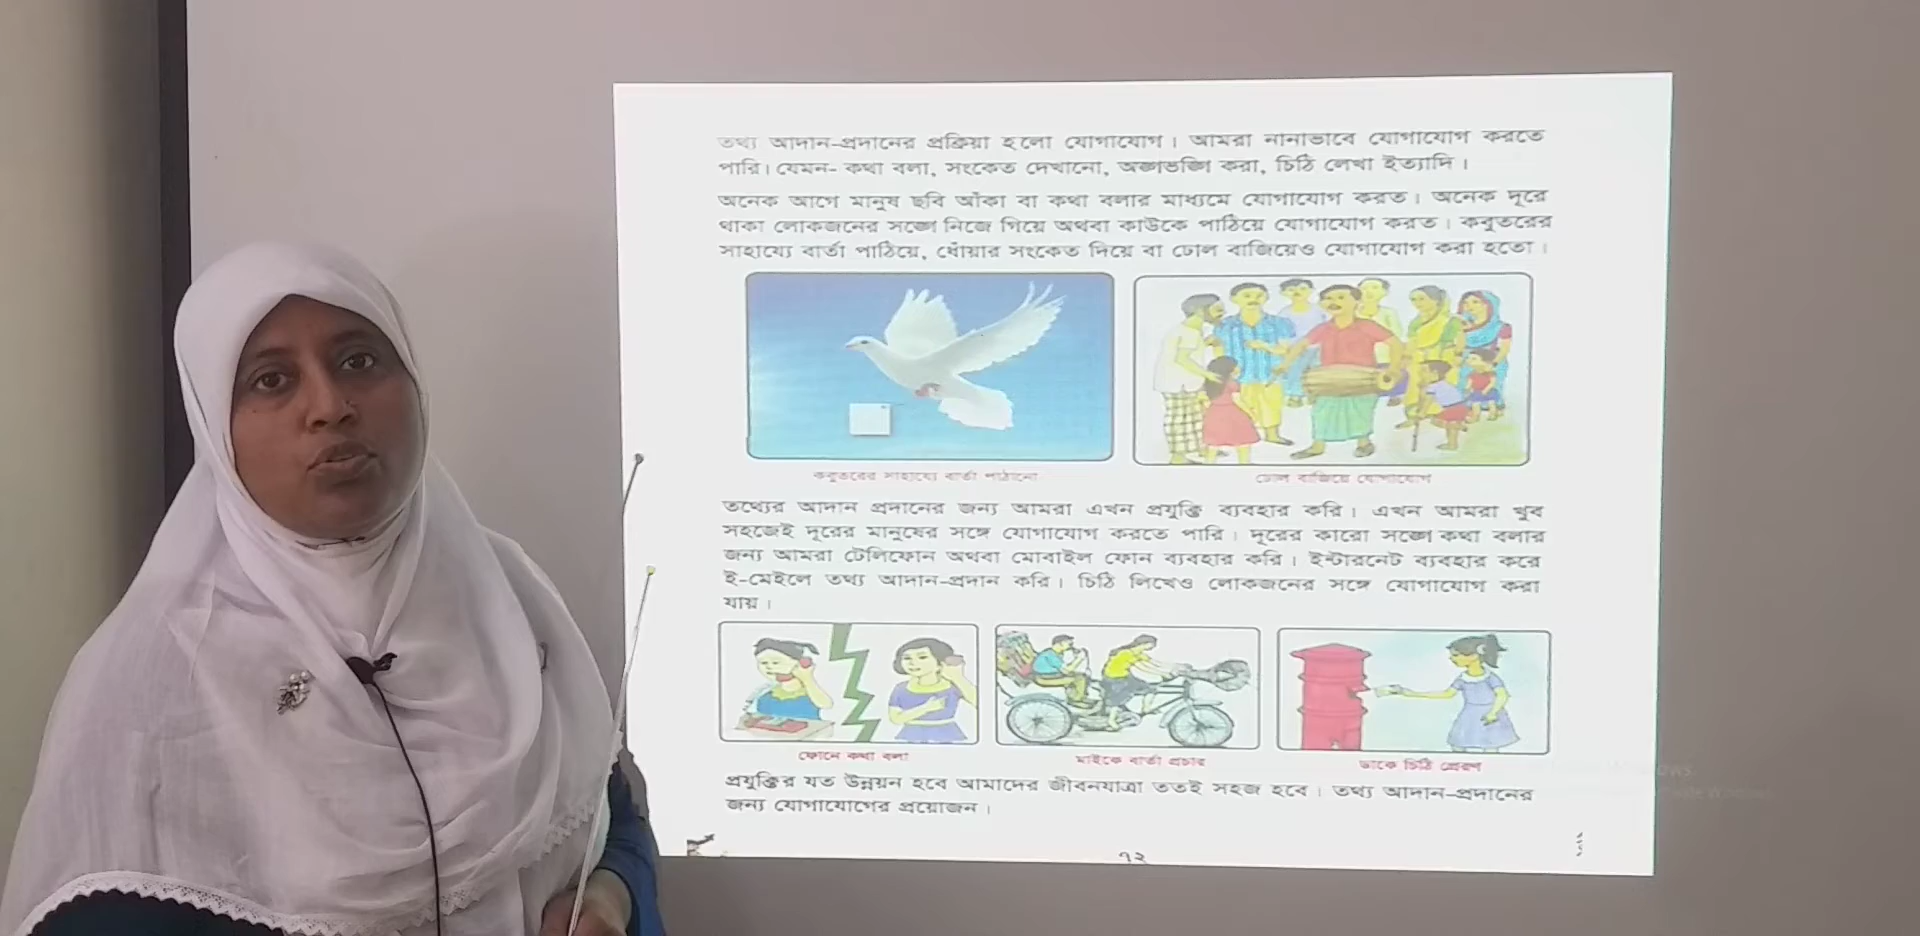 তথ্য আদান-প্রদানের প্রক্রিয়া হলো যোগাযোগ। আমরা নানাভাবে যোগাযোগ করতে
পারি। যেমন- কথা বলা, সংকেত দেখানো, অঙ্গভঙ্গি করা, চিঠি লেখা ইত্যাদি।
অনেক আগে মানুষ ছবি আঁকা বা কথা বলার মাধ্যমে যোগাযোগ করত। অনেক দূরে
থাকা লোকজনের সঙ্গে নিজে গিয়ে অথবা কাউকে পাঠিয়ে যোগাযোগ করত। কবুতরের
সাহায্যে বার্তা পাঠিয়ে, ধোঁয়ার সংকেত দিয়ে বা ঢোল বাজিয়েও যোগাযোগ করা হতো।
কবুতরের সাহায্যে বার্তা পাঠানো
ঢোল বাজিয়ে যোগাযোগ
তথ্যের আদান প্রদানের জন্য আমরা এখন প্রযুক্তি ব্যবহার করি। এখন আমরা খুব
সহজেই দূরের মানুষের সঙ্গে যোগাযোগ করতে পারি। দূরের কারো সঙ্গে কথা বলার
জন্য আমরা টেলিফোন অথবা মোবাইল ফোন ব্যবহার করি। ইন্টারনেট ব্যবহার করে
ই-মেইলে তথ্য আদান-প্রদান করি। চিঠি লিখেও লোকজনের সঙ্গে যোগাযোগ করা
যায়।
ফোনে কথা বলা
মাইকে বার্তা প্রচার
ডাকে চিঠি প্রেরণ
প্রযুক্তির যত উন্নয়ন হবে আমাদের জীবনযাত্রা ততই সহজ হবে। তথ্য আদান-প্রদানের
জন্য যোগাযোগের প্রয়োজন।
৭২